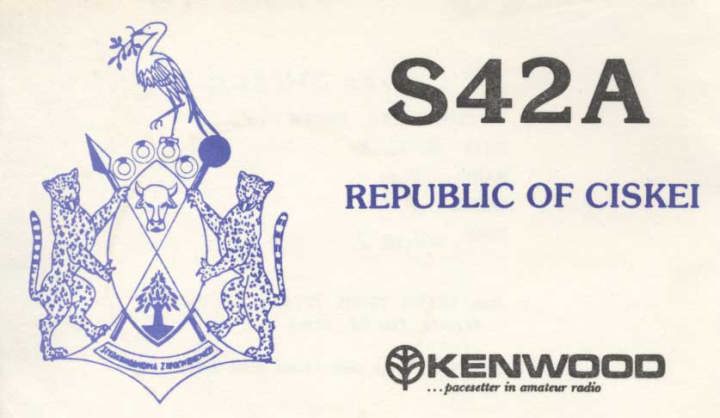 S42A
REPUBLIC OF CISKEI
KENWOOD
...pacesetter in amateur radio